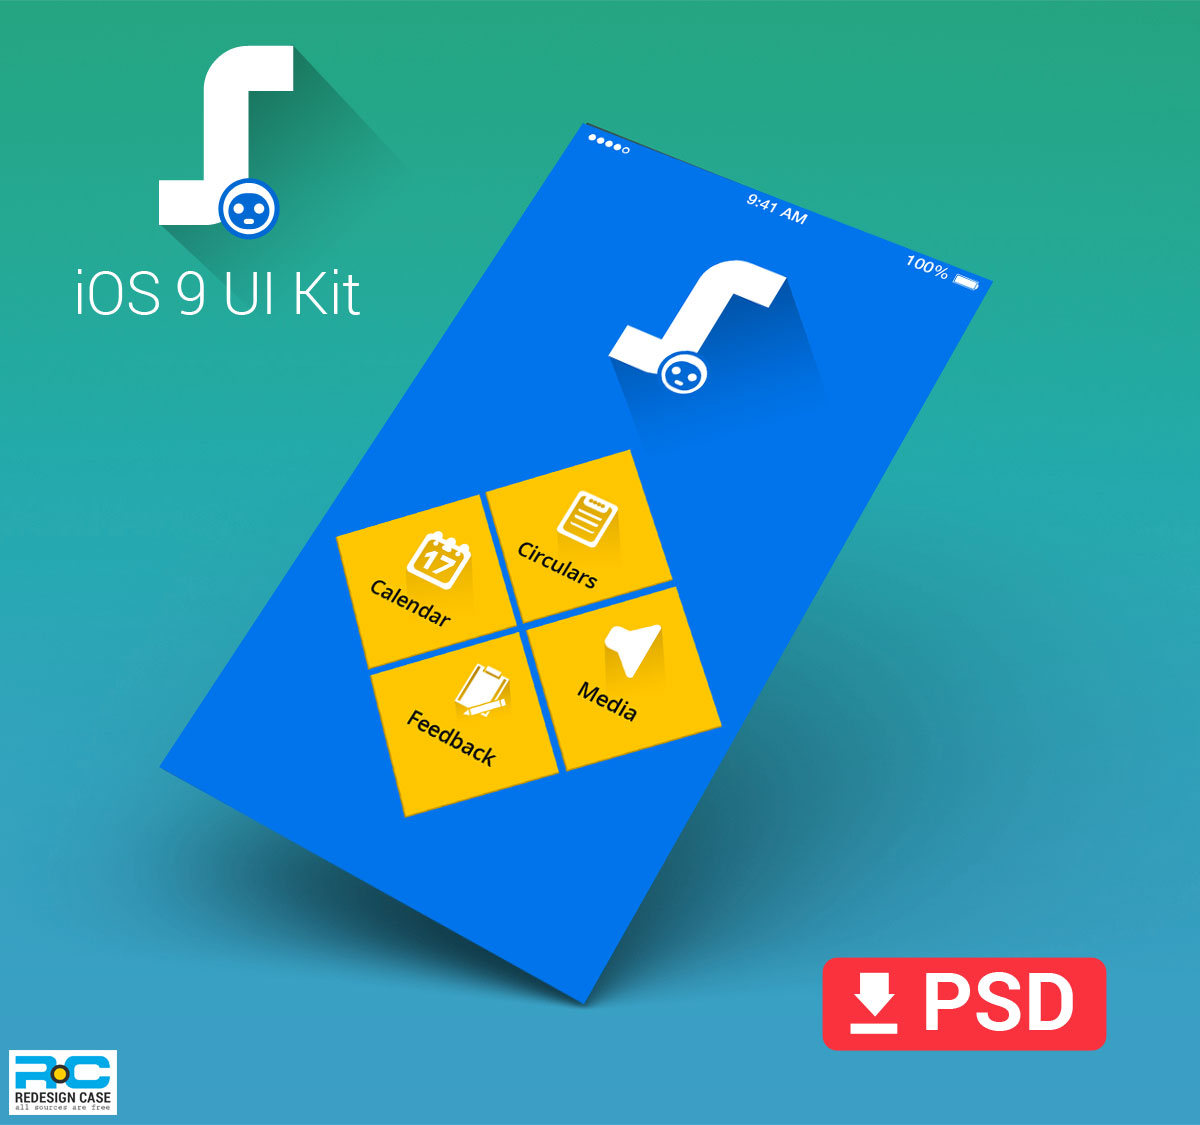 iOS 9 UI Kit
9:41 AM
100%
17
Calendar
Circulars
Feedback
Media
PSD
RC
REDESIGN CASE
all sources are free